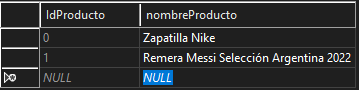 IdProducto nombreProducto
0 Zapatilla Nike
1 Remera Messi Selección Argentina 2022
NULL NULL